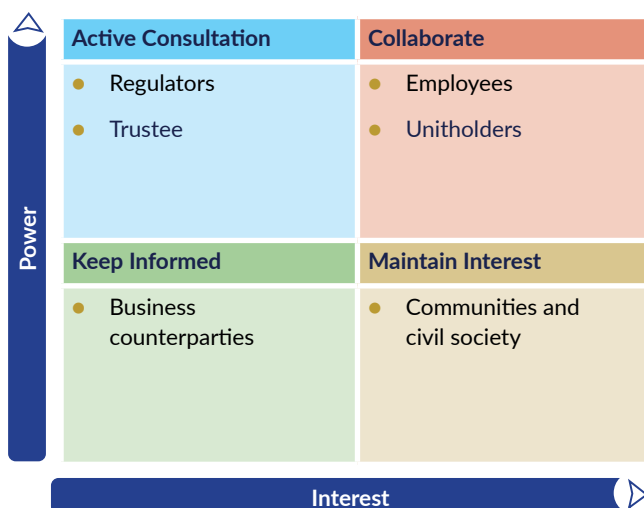 Active Consultation
Regulators
Trustee
Collaborate
Employees
Unitholders
Power
Keep Informed
Business
counterparties
Maintain Interest
Communities and
civil society
Interest